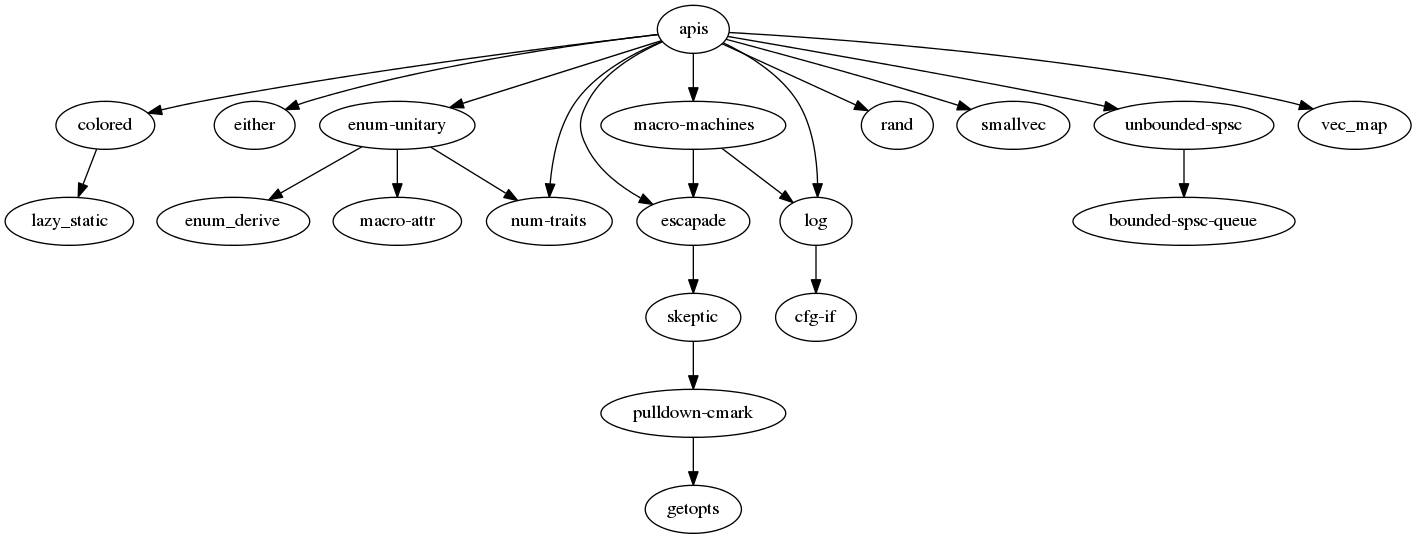 apis
colored
either
enum-unitary
macro-machines
rand
smallvec
unbounded-spsc
vec_map
lazy_static
enum_derive
macro-attr
num-traits
escapade
log
bounded-spsc-queue
skeptic
cfg-if
pulldown-cmark
getopts